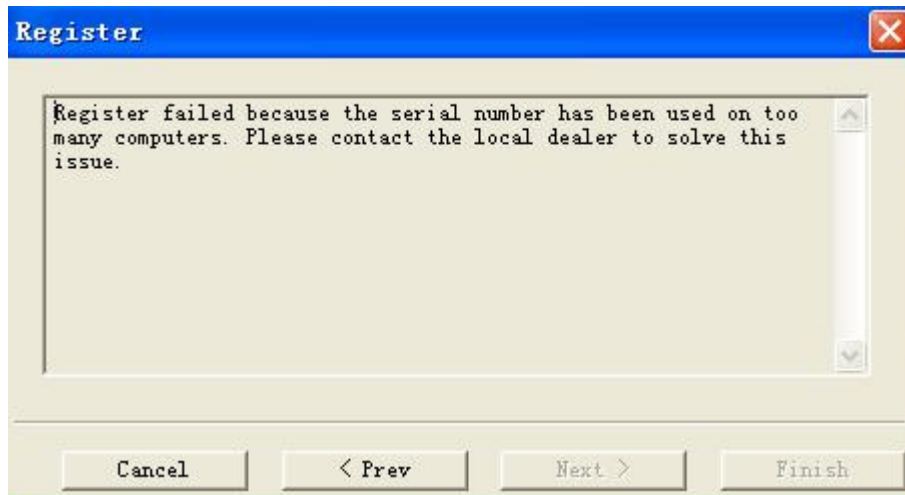 Register
Register failed because the serial number has been used on too
many computers. Please contact the local dealer to solve this
issue.
Cancel
< Prev
Next >
Finish